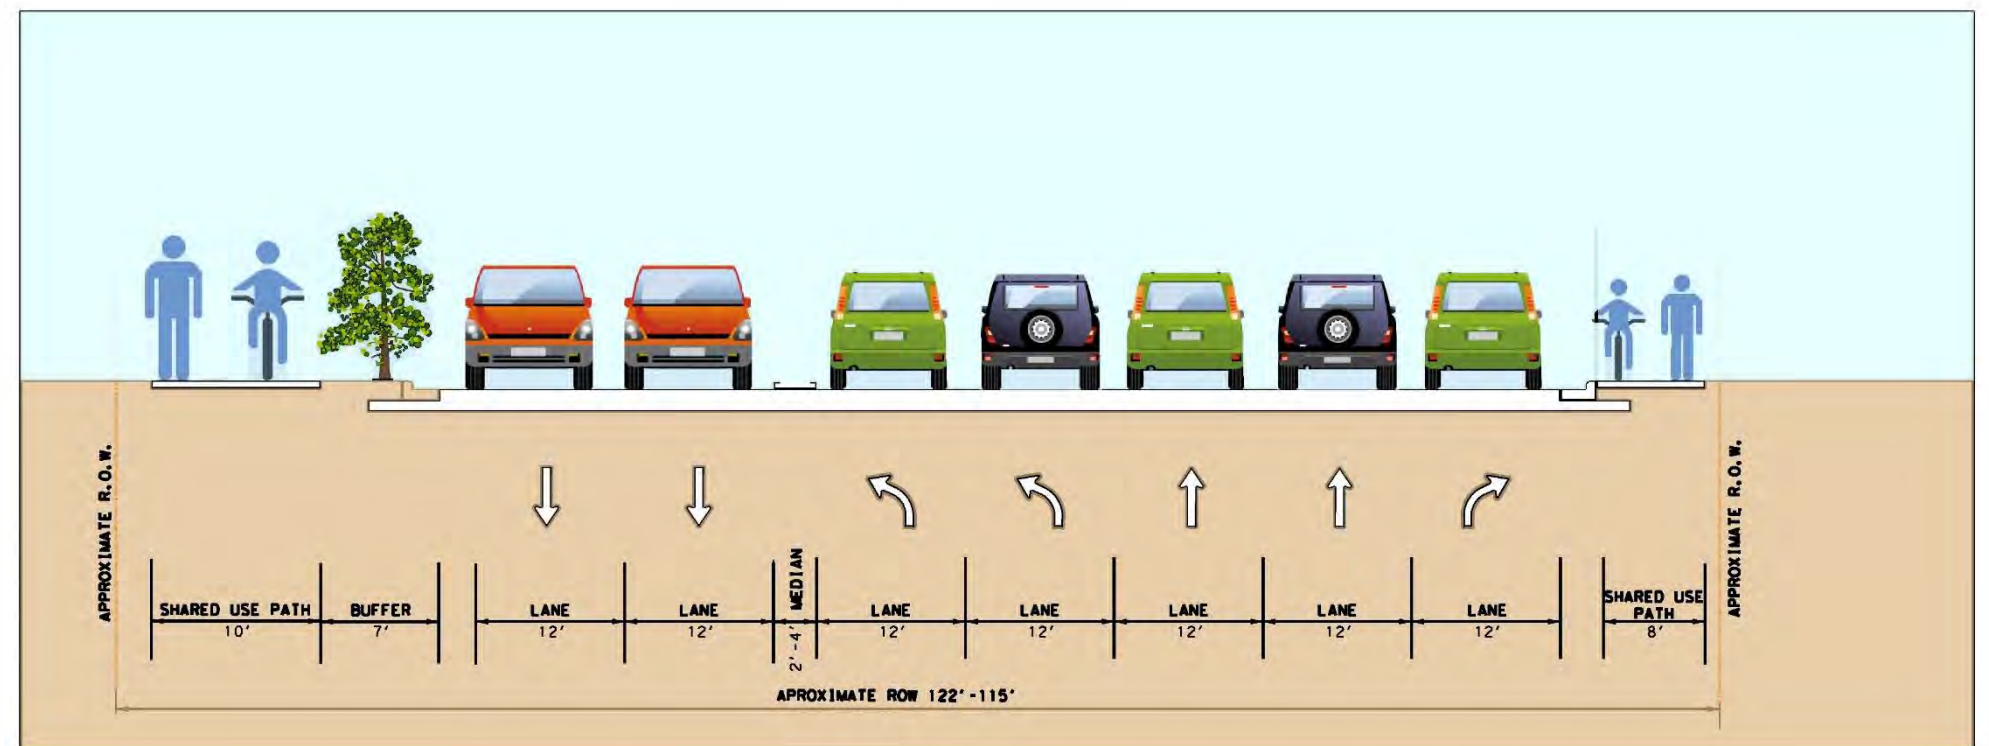 APPROXIMATE R.O.W.
SHARED USE PATH
10'
BUFFER
7'
LANE
12'
LANE
12'
2'-4' MEDIAN
LANE
12'
LANE
12'
LANE
12'
LANE
12'
LANE
12'
SHARED USE
PATH
8'
APPROXIMATE R.O.W.
APROXIMATE ROW 122'-115'